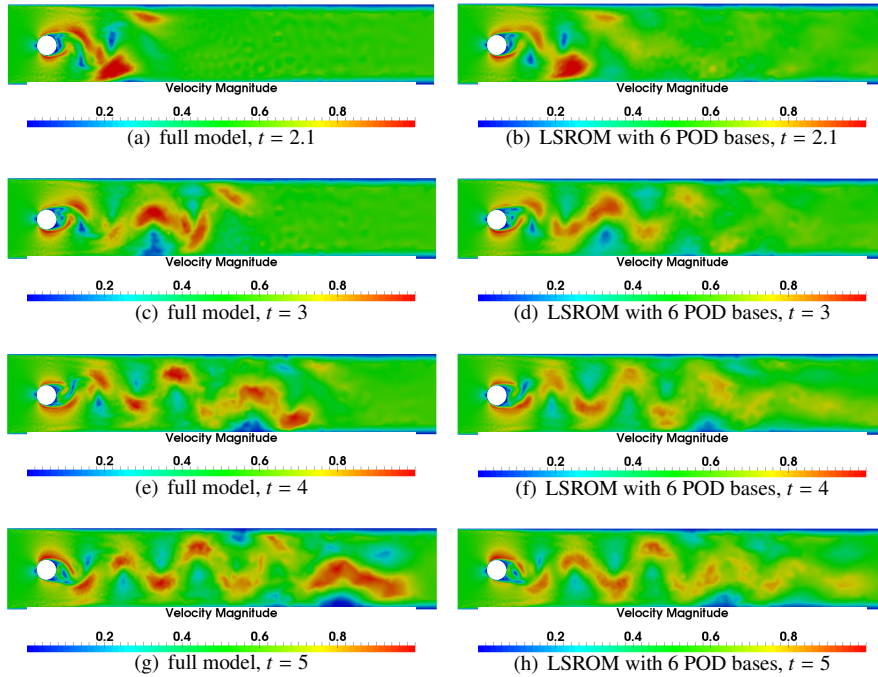 Velocity Magnitude
0.2 0.4 0.6 0.8
(a) full model, t = 2.1
Velocity Magnitude
0.2 0.4 0.6 0.8
(b) LSROM with 6 POD bases, t = 2.1
Velocity Magnitude
0.2 0.4 0.6 0.8
(c) full model, t = 3
Velocity Magnitude
0.2 0.4 0.6 0.8
(d) LSROM with 6 POD bases, t = 3
Velocity Magnitude
0.2 0.4 0.6 0.8
(e) full model, t = 4
Velocity Magnitude
0.2 0.4 0.6 0.8
(f) LSROM with 6 POD bases, t = 4
Velocity Magnitude
0.2 0.4 0.6 0.8
(g) full model, t = 5
Velocity Magnitude
0.2 0.4 0.6 0.8
(h) LSROM with 6 POD bases, t = 5